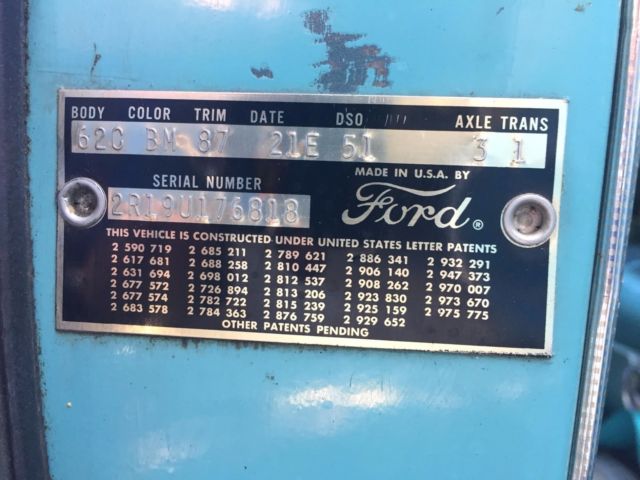 BODY COLOR TRIM DATE DSO AXLE TRANS
62C BM 87 21E 51 3 1
SERIAL NUMBER
2R19U176818
MADE IN U.S.A. BY
Ford®
THIS VEHICLE IS CONSTRUCTED UNDER UNITED STATES LETTER PATENTS
2 590 719 2 685 211 2 789 621 2 886 341 2 932 291
2 617 681 2 688 258 2 810 447 2 906 140 2 947 373
2 631 694 2 698 012 2 812 537 2 908 262 2 970 007
2 677 572 2 726 894 2 813 206 2 923 830 2 973 670
2 677 574 2 782 722 2 815 239 2 925 159 2 975 775
2 683 578 2 784 363 2 876 759 2 929 652
OTHER PATENTS PENDING